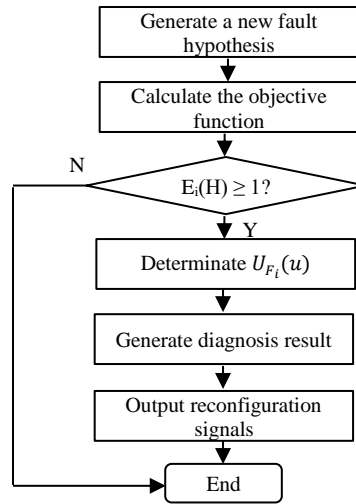 Generate a new fault
hypothesis
Calculate the objective
function
N
Eᵢ(H) ≥ 1?
Y
Determinate $U_{F_i}(u)$
Generate diagnosis result
Output reconfiguration
signals
End